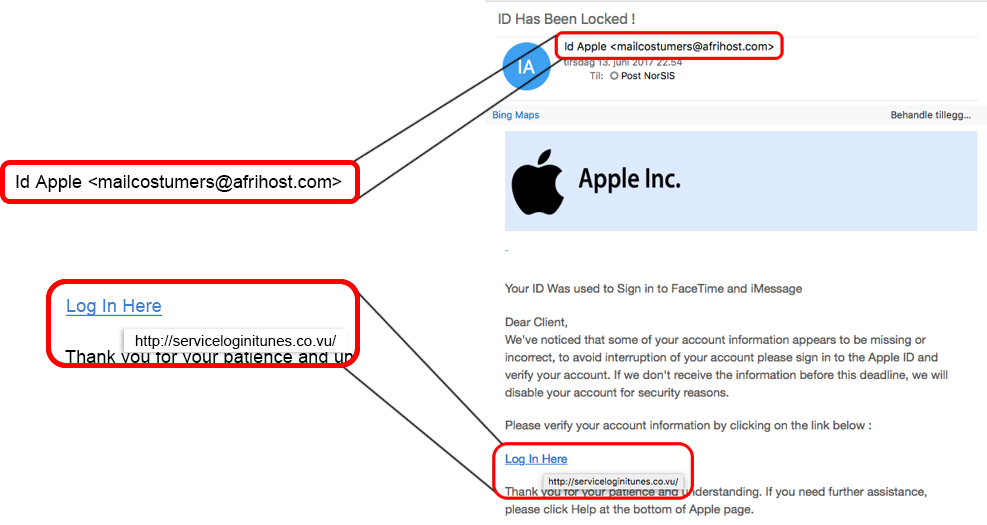 ID Has Been Locked !
Id Apple <mailcostumers@afrihost.com>
tirsdag 13. juni 2017 22.54
IA
Til: Post NorSIS
Bing Maps
Behandle tillegg...
Apple Inc.
-
Your ID Was used to Sign in to FaceTime and iMessage
Dear Client,
We've noticed that some of your account information appears to be missing or
incorrect, to avoid interruption of your account please sign in to the Apple ID and
verify your account. If we don't receive the information before this deadline, we will
disable your account for security reasons.
Please verify your account information by clicking on the link below :
Log In Here
http://serviceloginitunes.co.vu/
Thank you for your patience and understanding. If you need further assistance,
please click Help at the bottom of Apple page.
Id Apple <mailcostumers@afrihost.com>
Log In Here
http://serviceloginitunes.co.vu/
Thank you for your patience and un